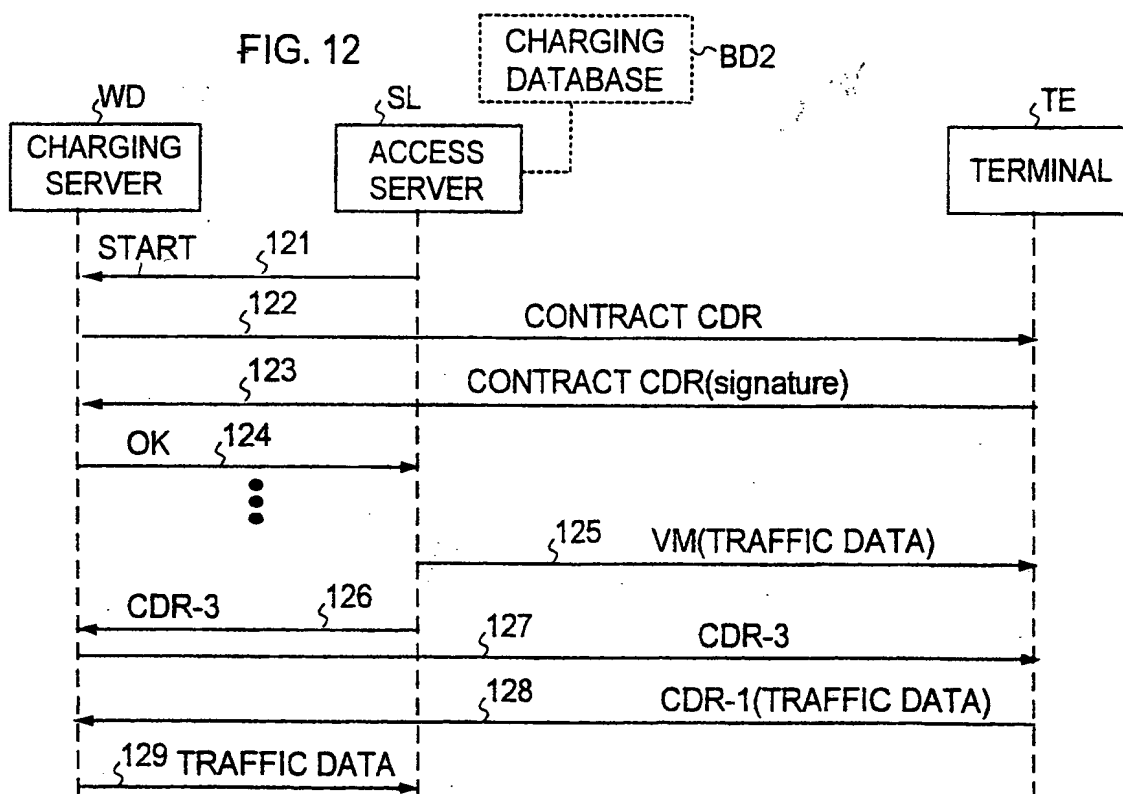 FIG. 12
CHARGING
DATABASE
BD2
WD
SL
TE
CHARGING
SERVER
ACCESS
SERVER
TERMINAL
START
121
122
CONTRACT CDR
123
CONTRACT CDR(signature)
OK
124
125
VM(TRAFFIC DATA)
CDR-3
126
127
CDR-3
128
CDR-1(TRAFFIC DATA)
129 TRAFFIC DATA